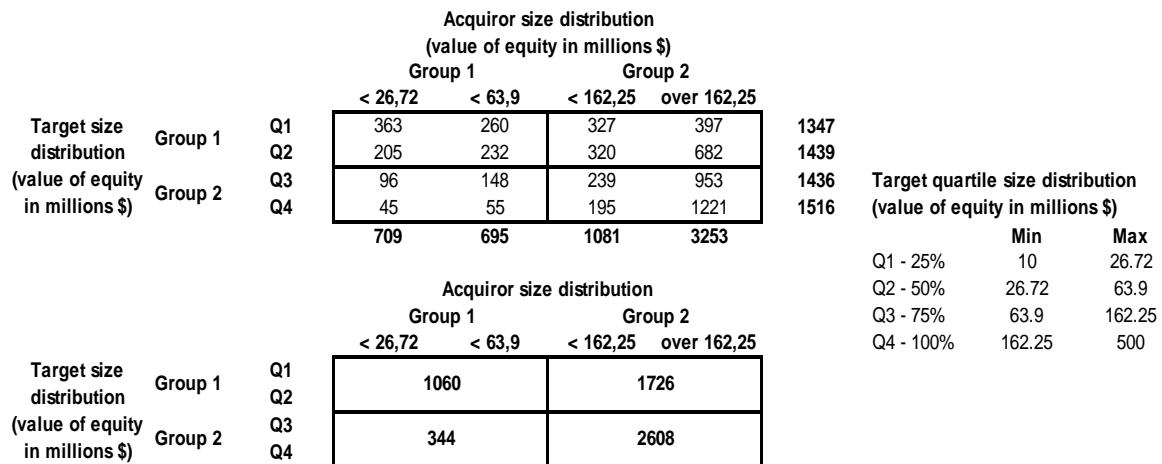 Acquiror size distribution
(value of equity in millions $)
Group 1 Group 2
< 26,72 < 63,9 < 162,25 over 162,25
Target size distribution (value of equity in millions $)
Group 1
Q1 363 260 327 397 1347
Q2 205 232 320 682 1439
Group 2
Q3 96 148 239 953 1436
Q4 45 55 195 1221 1516
709 695 1081 3253
Target quartile size distribution
(value of equity in millions $)
Min Max
Q1 - 25% 10 26.72
Q2 - 50% 26.72 63.9
Q3 - 75% 63.9 162.25
Q4 - 100% 162.25 500
Acquiror size distribution
Group 1 Group 2
< 26,72 < 63,9 < 162,25 over 162,25
Target size distribution (value of equity in millions $)
Group 1
Q1
Q2
1060 1726
Group 2
Q3
Q4
344 2608